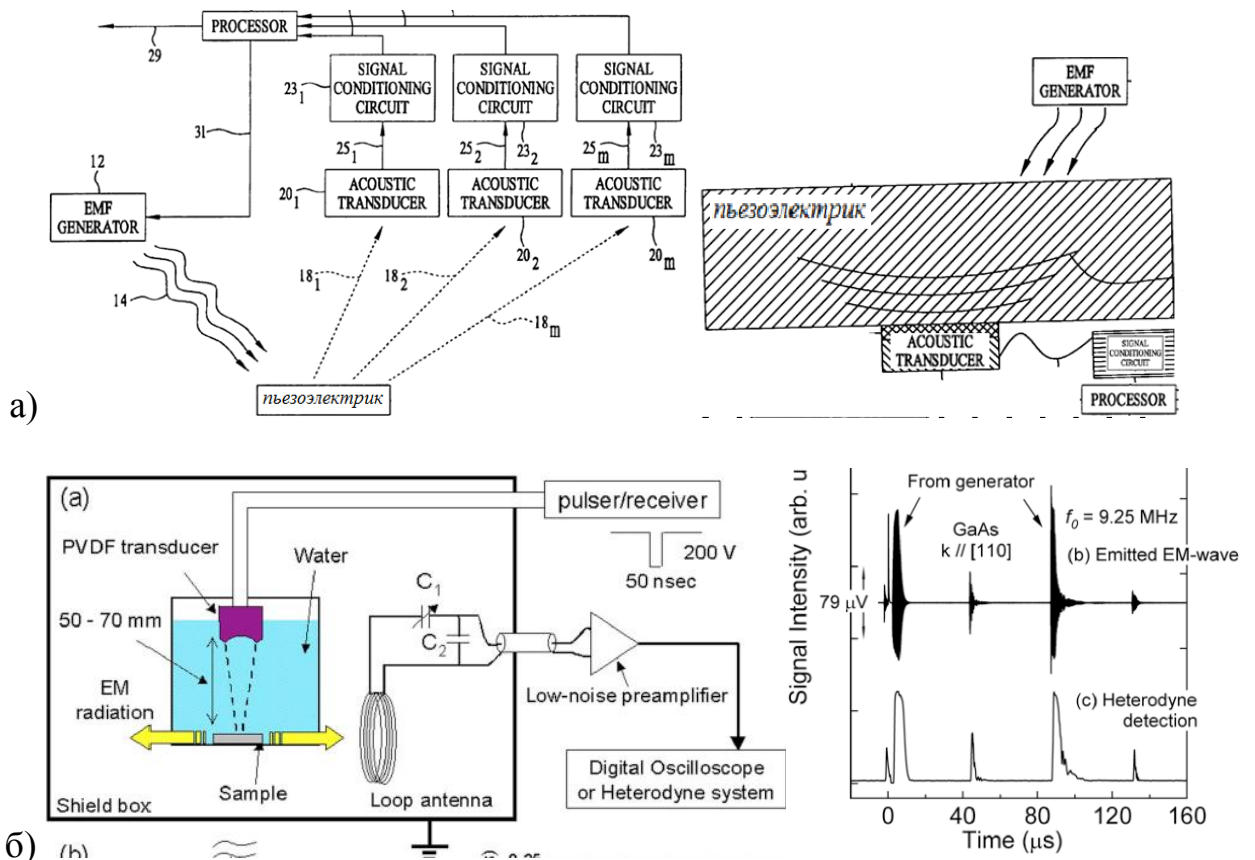 PROCESSOR
29
SIGNAL
CONDITIONING
CIRCUIT
23 1
SIGNAL
CONDITIONING
CIRCUIT
SIGNAL
CONDITIONING
CIRCUIT
31
25 1
25 2
23 2
25 m
23 m
12
EMF
GENERATOR
20 1
ACOUSTIC
TRANSDUCER
ACOUSTIC
TRANSDUCER
ACOUSTIC
TRANSDUCER
20 2
20 m
14
18 1
18 2
18 m
пьезоэлектрик
EMF
GENERATOR
пьезоэлектрик
ACOUSTIC
TRANSDUCER
SIGNAL
CONDITIONING
CIRCUIT
PROCESSOR
а)
(a)
pulser/receiver
PVDF transducer
Water
200 V
50 nsec
50 - 70 mm
C1
C2
Low-noise preamplifier
EM
radiation
Sample
Loop antenna
Digital Oscilloscope
or Heterodyne system
Shield box
б)
(b)
Signal Intensity (arb. u
From generator
f0 = 9.25 MHz
GaAs
k // [110]
(b) Emitted EM-wave
79 μV
(c) Heterodyne
detection
0 40 80 120 160
Time (μs)